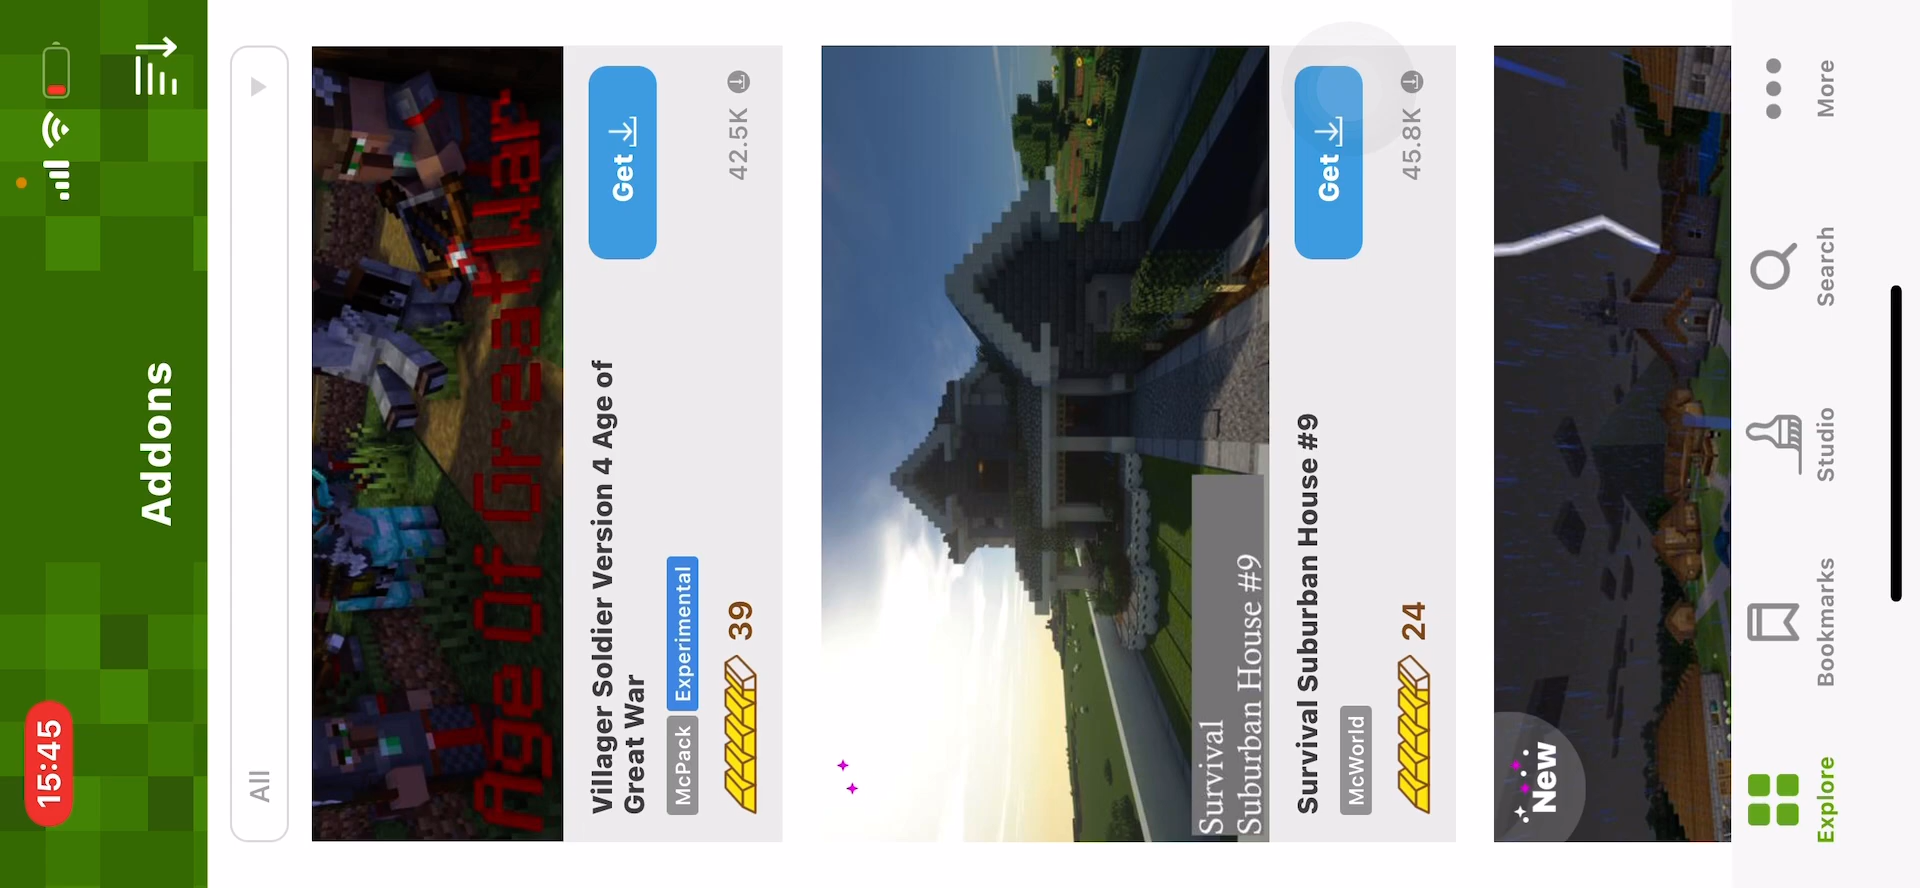 15:45
Addons
All
Age Of Great War
Villager Soldier Version 4 Age of
Great War
Get
McPack
Experimental
39
42.5K
Survival
Suburban House #9
Survival Suburban House #9
Get
McWorld
24
45.8K
New
Explore
Bookmarks
Studio
Search
More